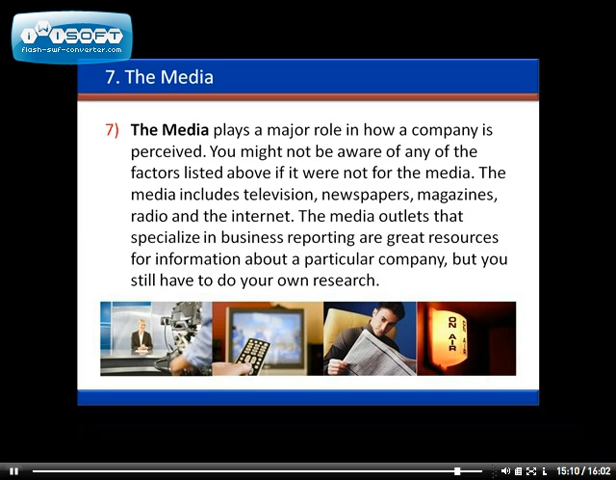 iWiSOFT
flash-swf-converter.com
7. The Media
7) The Media plays a major role in how a company is
perceived. You might not be aware of any of the
factors listed above if it were not for the media. The
media includes television, newspapers, magazines,
radio and the internet. The media outlets that
specialize in business reporting are great resources
for information about a particular company, but you
still have to do your own research.
ON AIR
15:10 / 16:02